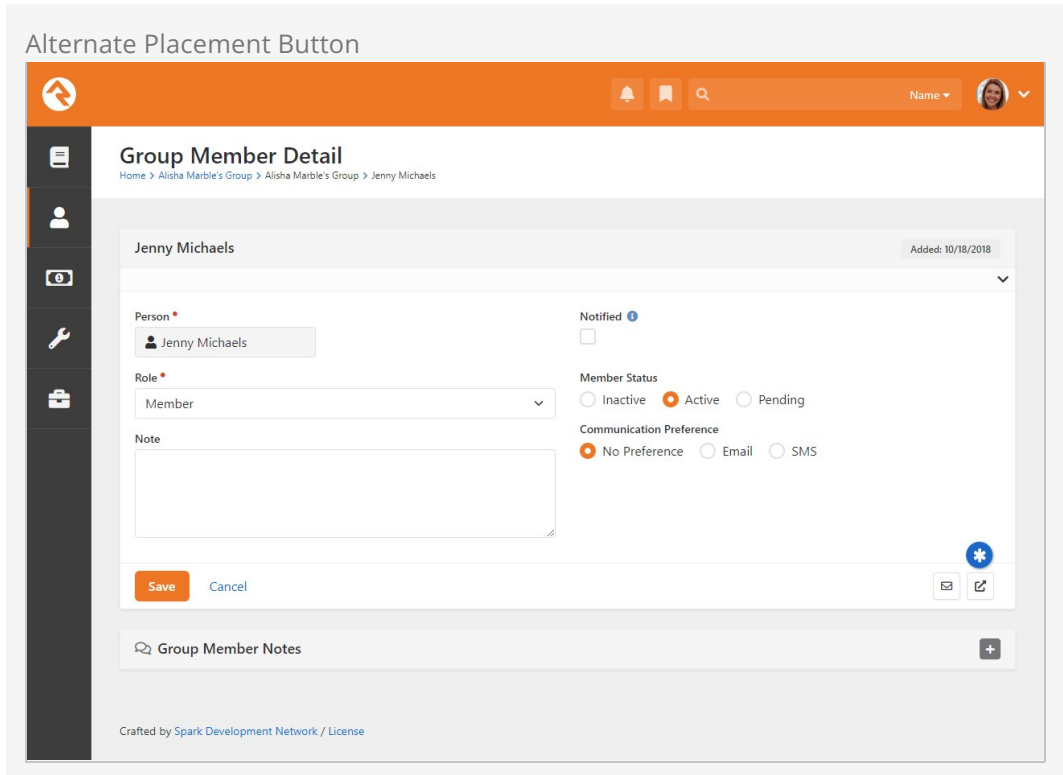 Alternate Placement Button
Name
Group Member Detail
Home > Alisha Marble's Group > Alisha Marble's Group > Jenny Michaels
Jenny Michaels
Added: 10/18/2018
Person
Notified
Jenny Michaels
Role
Member Status
Member
Inactive Active Pending
Note
Communication Preference
No Preference Email SMS
Save Cancel
Group Member Notes
Crafted by Spark Development Network / License